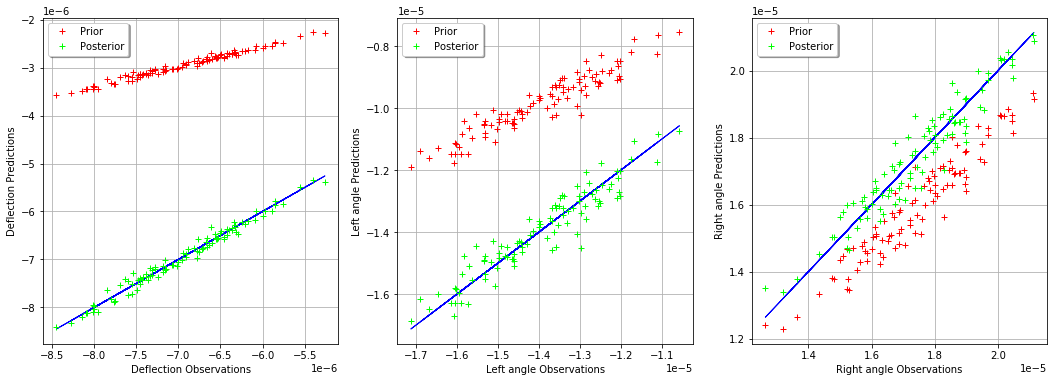 1e−6
Prior
Posterior
−2
−3
−4
−5
−6
−7
−8
Deflection Predictions
−8.5
−8.0
−7.5
−7.0
−6.5
−6.0
−5.5
Deflection Observations
1e−6
1e−5
Prior
Posterior
−0.8
−1.0
−1.2
−1.4
−1.6
Left angle Predictions
−1.7
−1.6
−1.5
−1.4
−1.3
−1.2
−1.1
Left angle Observations
1e−5
1e−5
Prior
Posterior
2.0
1.8
1.6
1.4
1.2
Right angle Predictions
1.4
1.6
1.8
2.0
Right angle Observations
1e−5